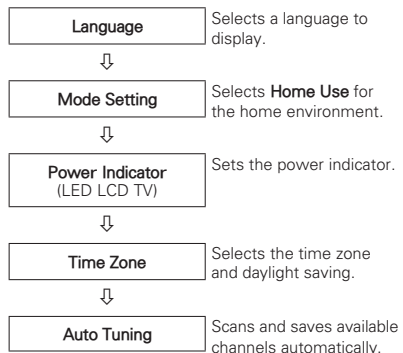 Language
Selects a language to
display.
Mode Setting
Selects Home Use for
the home environment.
Power Indicator
(LED LCD TV)
Sets the power indicator.
Time Zone
Selects the time zone
and daylight saving.
Auto Tuning
Scans and saves available
channels automatically.